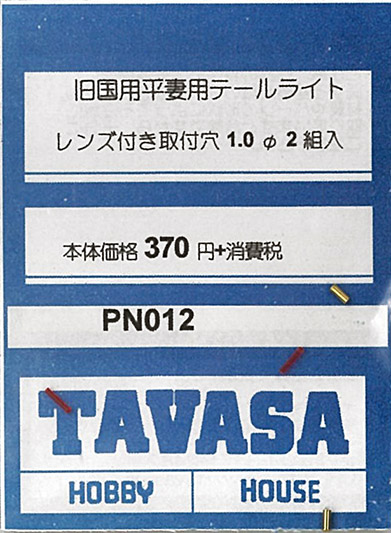 旧国用平妻用テールライト
レンズ付き取付穴 1.0 φ 2 組入
本体価格 370 円+消費税
PN012
TAVASA
HOBBY HOUSE